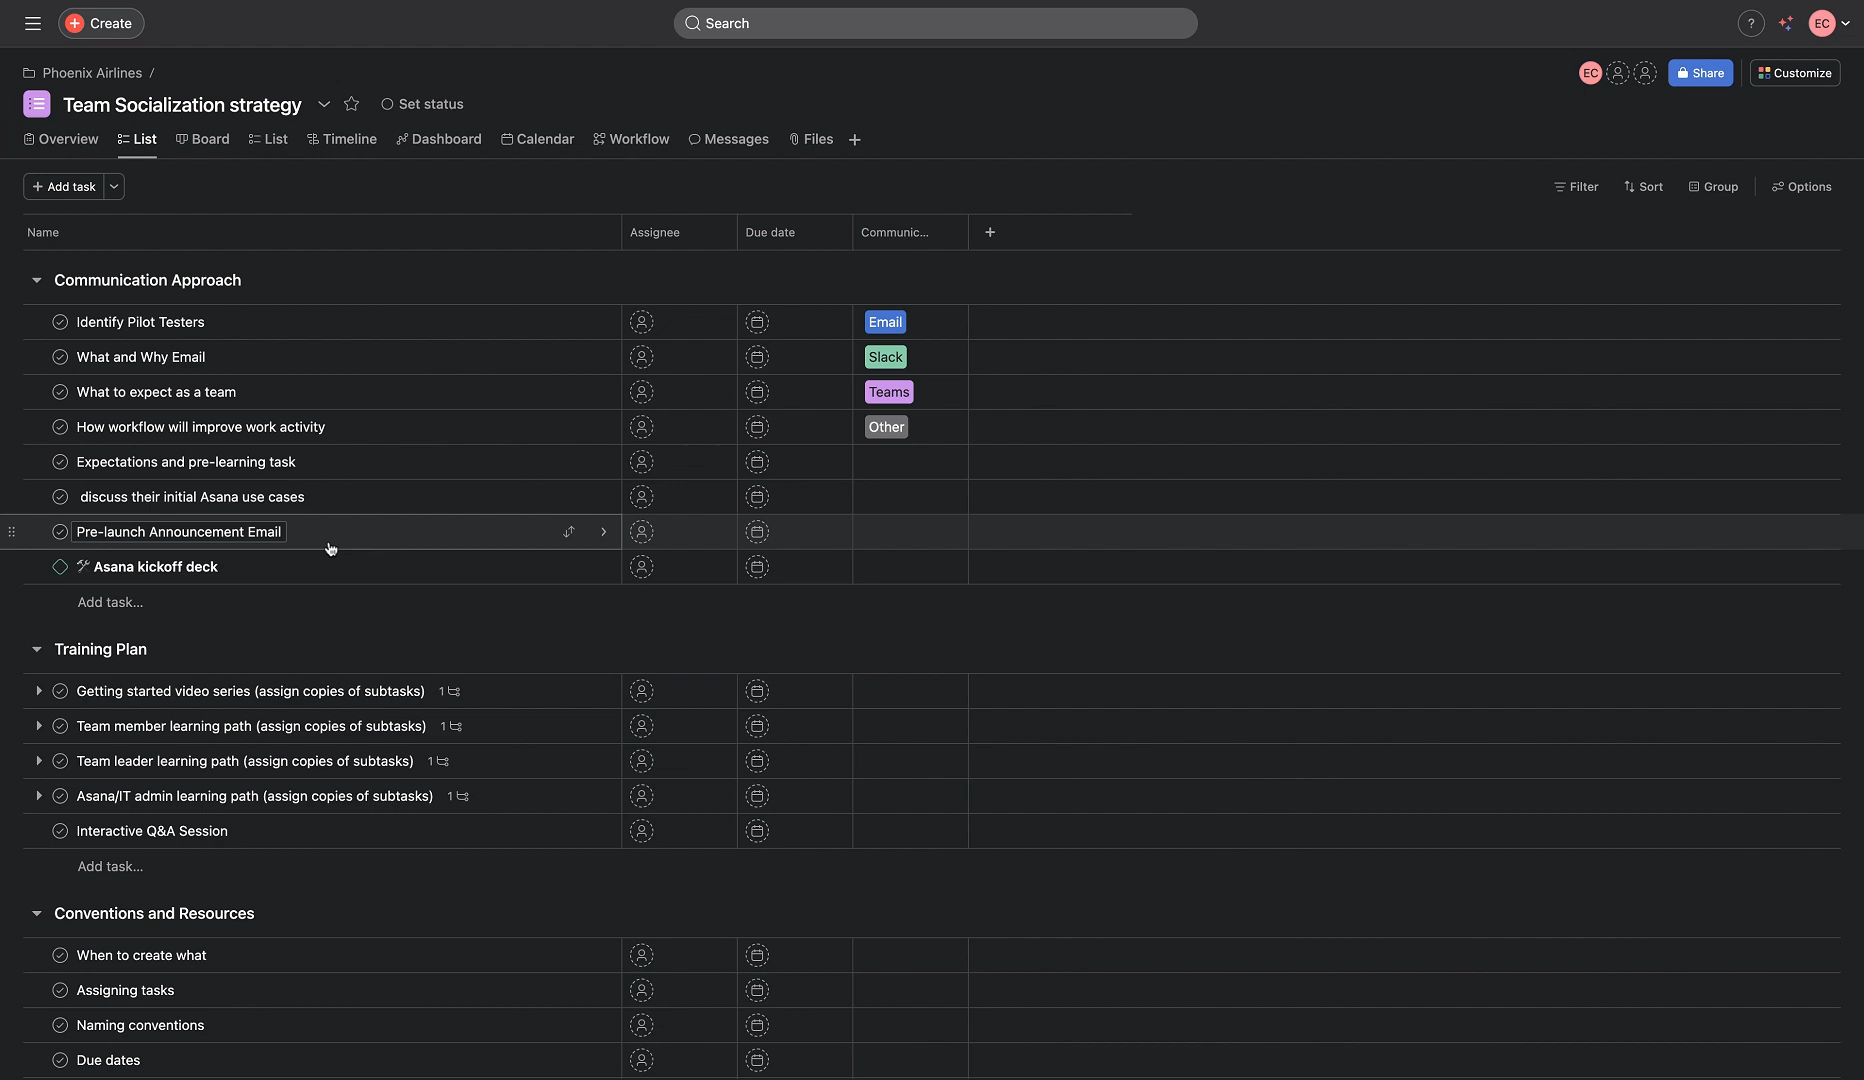 Create
Search
?
EC
Phoenix Airlines /
EC
Share
Customize
Team Socialization strategy
Set status
Overview
List
Board
List
Timeline
Dashboard
Calendar
Workflow
Messages
Files
+
+ Add task
Filter
Sort
Group
Options
Name
Assignee
Due date
Communic...
+
Communication Approach
Identify Pilot Testers
Email
What and Why Email
Slack
What to expect as a team
Teams
How workflow will improve work activity
Other
Expectations and pre-learning task
discuss their initial Asana use cases
Pre-launch Announcement Email
Asana kickoff deck
Add task...
Training Plan
Getting started video series (assign copies of subtasks) 1
Team member learning path (assign copies of subtasks) 1
Team leader learning path (assign copies of subtasks) 1
Asana/IT admin learning path (assign copies of subtasks) 1
Interactive Q&A Session
Add task...
Conventions and Resources
When to create what
Assigning tasks
Naming conventions
Due dates